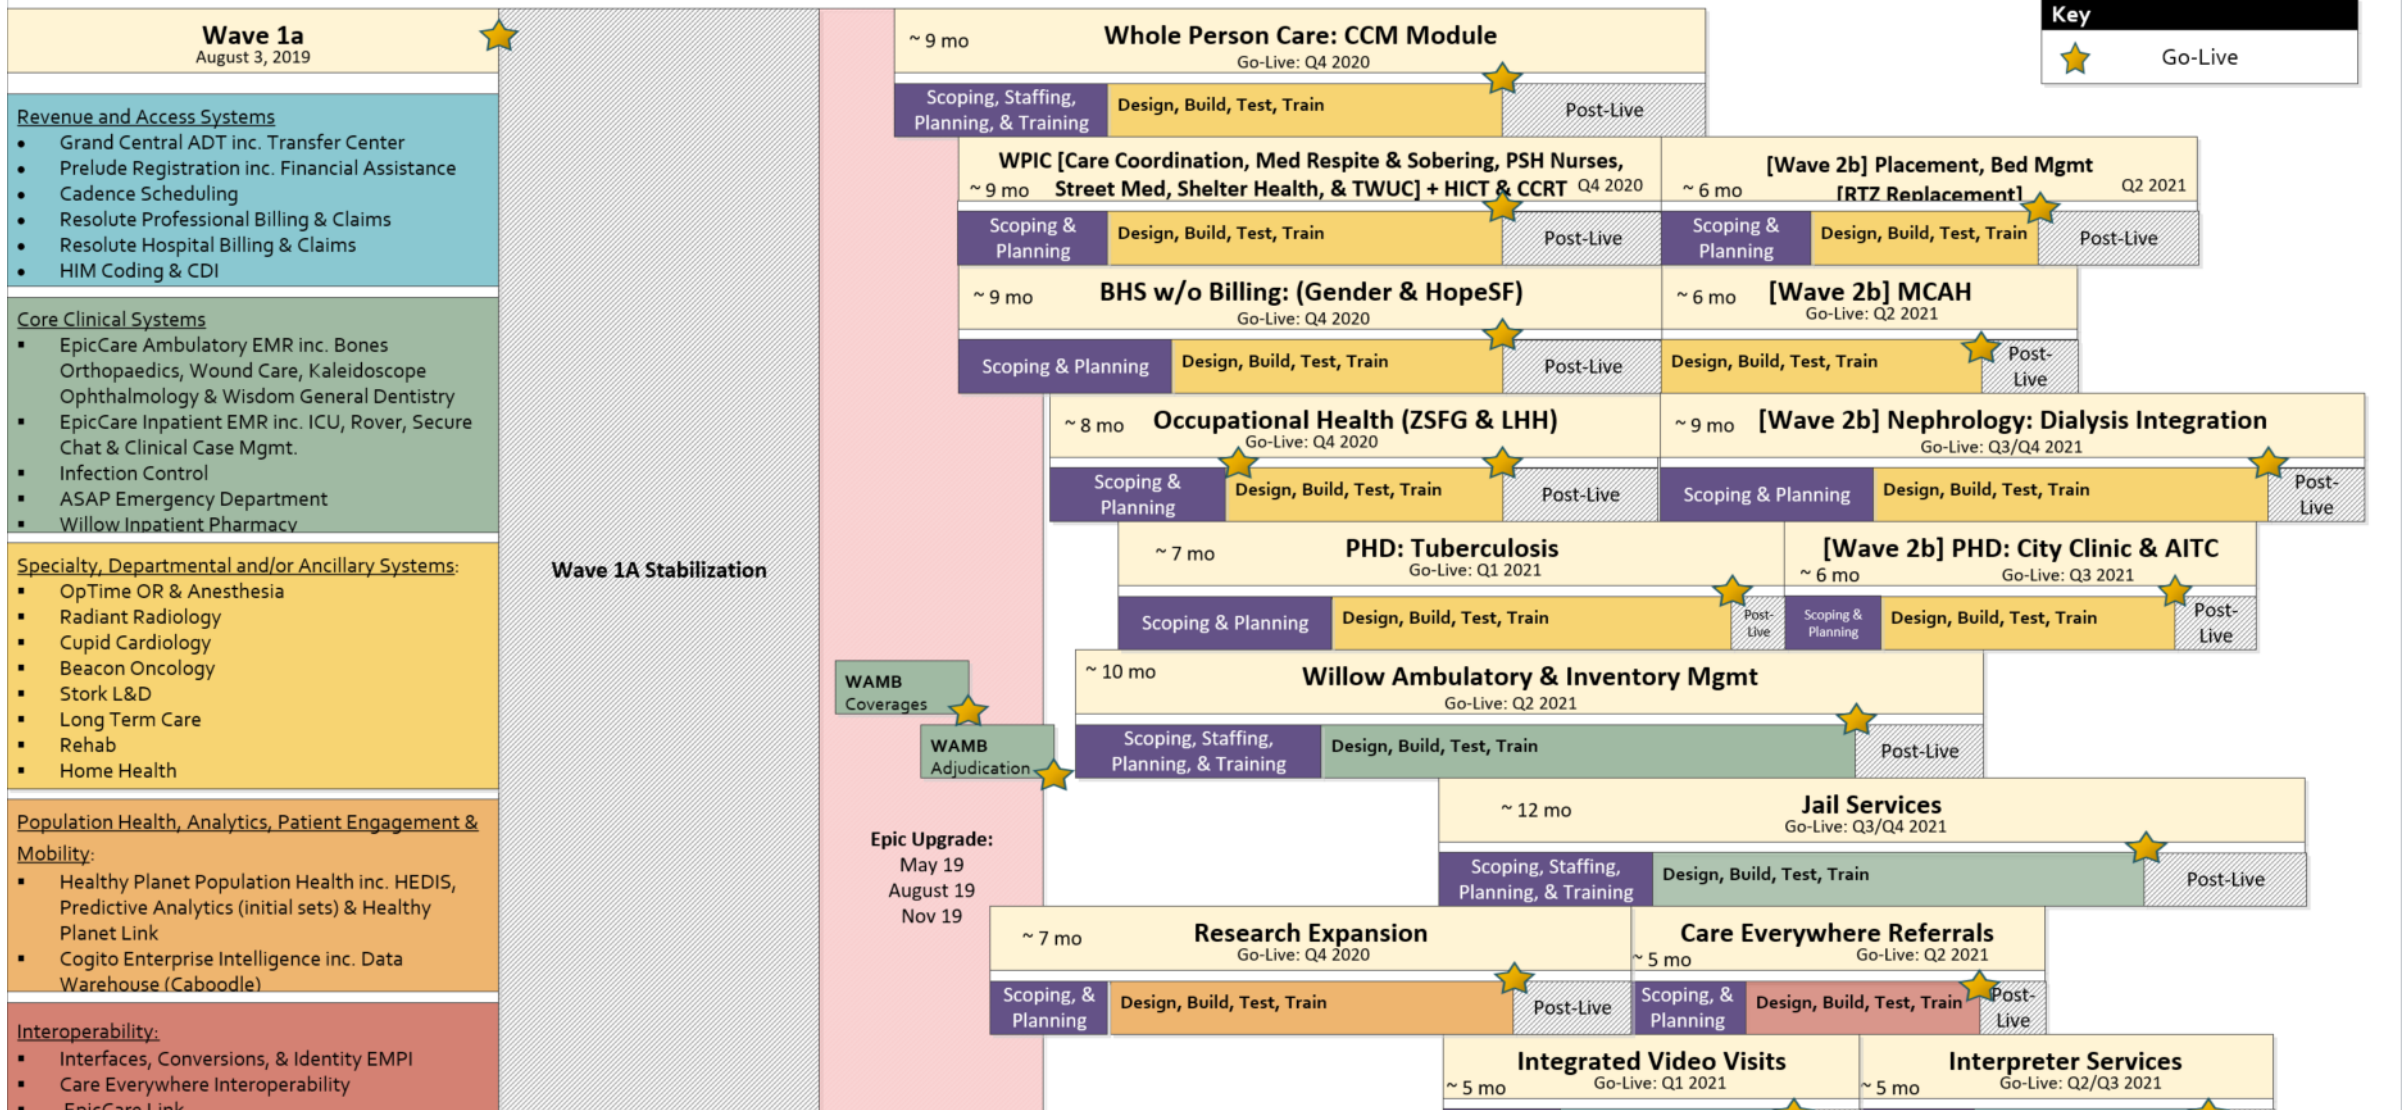 Wave 1a
August 3, 2019
Revenue and Access Systems
• Grand Central ADT inc. Transfer Center
• Prelude Registration inc. Financial Assistance
• Cadence Scheduling
• Resolute Professional Billing & Claims
• Resolute Hospital Billing & Claims
• HIM Coding & CDI
Core Clinical Systems
▪ EpicCare Ambulatory EMR inc. Bones
Orthopaedics, Wound Care, Kaleidoscope
Ophthalmology & Wisdom General Dentistry
▪ EpicCare Inpatient EMR inc. ICU, Rover, Secure
Chat & Clinical Case Mgmt.
▪ Infection Control
▪ ASAP Emergency Department
▪ Willow Inpatient Pharmacy
Specialty, Departmental and/or Ancillary Systems:
▪ OpTime OR & Anesthesia
▪ Radiant Radiology
▪ Cupid Cardiology
▪ Beacon Oncology
▪ Stork L&D
▪ Long Term Care
▪ Rehab
▪ Home Health
Population Health, Analytics, Patient Engagement &
Mobility:
▪ Healthy Planet Population Health inc. HEDIS,
Predictive Analytics (initial sets) & Healthy
Planet Link
▪ Cogito Enterprise Intelligence inc. Data
Warehouse (Caboodle)
Interoperability:
▪ Interfaces, Conversions, & Identity EMPI
▪ Care Everywhere Interoperability
▪ EpicCare Link
Wave 1A Stabilization
WAMB
Coverages
WAMB
Adjudication
Epic Upgrade:
May 19
August 19
Nov 19
Key
Go-Live
~ 9 mo
Whole Person Care: CCM Module
Go-Live: Q4 2020
Scoping, Staffing,
Planning, & Training
Design, Build, Test, Train
Post-Live
WPIC [Care Coordination, Med Respite & Sobering, PSH Nurses,
~ 9 mo Street Med, Shelter Health, & TWUC] + HICT & CCRT Q4 2020
Scoping &
Planning
Design, Build, Test, Train
Post-Live
[Wave 2b] Placement, Bed Mgmt
~ 6 mo [RTZ Replacement] Q2 2021
Scoping &
Planning
Design, Build, Test, Train
Post-Live
~ 9 mo
BHS w/o Billing: (Gender & HopeSF)
Go-Live: Q4 2020
Scoping & Planning
Design, Build, Test, Train
Post-Live
~ 6 mo
[Wave 2b] MCAH
Go-Live: Q2 2021
Design, Build, Test, Train
Post-
Live
~ 8 mo
Occupational Health (ZSFG & LHH)
Go-Live: Q4 2020
Scoping &
Planning
Design, Build, Test, Train
Post-Live
~ 9 mo
[Wave 2b] Nephrology: Dialysis Integration
Go-Live: Q3/Q4 2021
Scoping & Planning
Design, Build, Test, Train
Post-
Live
~ 7 mo
PHD: Tuberculosis
Go-Live: Q1 2021
Scoping & Planning
Design, Build, Test, Train
Post-
Live
[Wave 2b] PHD: City Clinic & AITC
~ 6 mo
Go-Live: Q3 2021
Scoping &
Planning
Design, Build, Test, Train
Post-
Live
~ 10 mo
Willow Ambulatory & Inventory Mgmt
Go-Live: Q2 2021
Scoping, Staffing,
Planning, & Training
Design, Build, Test, Train
Post-Live
~ 12 mo
Jail Services
Go-Live: Q3/Q4 2021
Scoping, Staffing,
Planning, & Training
Design, Build, Test, Train
Post-Live
~ 7 mo
Research Expansion
Go-Live: Q4 2020
Scoping, &
Planning
Design, Build, Test, Train
Post-Live
Care Everywhere Referrals
~ 5 mo
Go-Live: Q2 2021
Scoping, &
Planning
Design, Build, Test, Train
Post-
Live
Integrated Video Visits
~ 5 mo
Go-Live: Q1 2021
Interpreter Services
~ 5 mo
Go-Live: Q2/Q3 2021